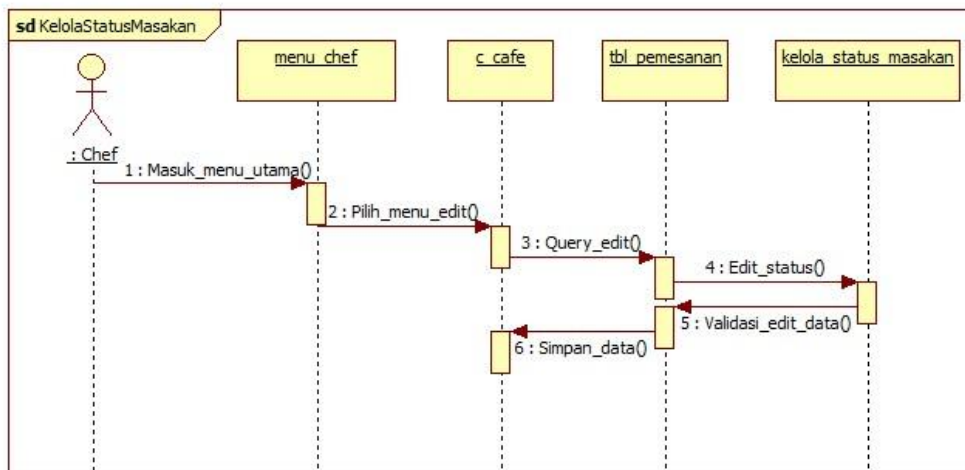 sd KelolaStatusMasakan
menu_chef
c_cafe
tbl_pemesanan
kelola_status_masakan
: Chef
1 : Masuk_menu_utama()
2 : Pilih_menu_edit()
3 : Query_edit()
4 : Edit_status()
5 : Validasi_edit_data()
6 : Simpan_data()